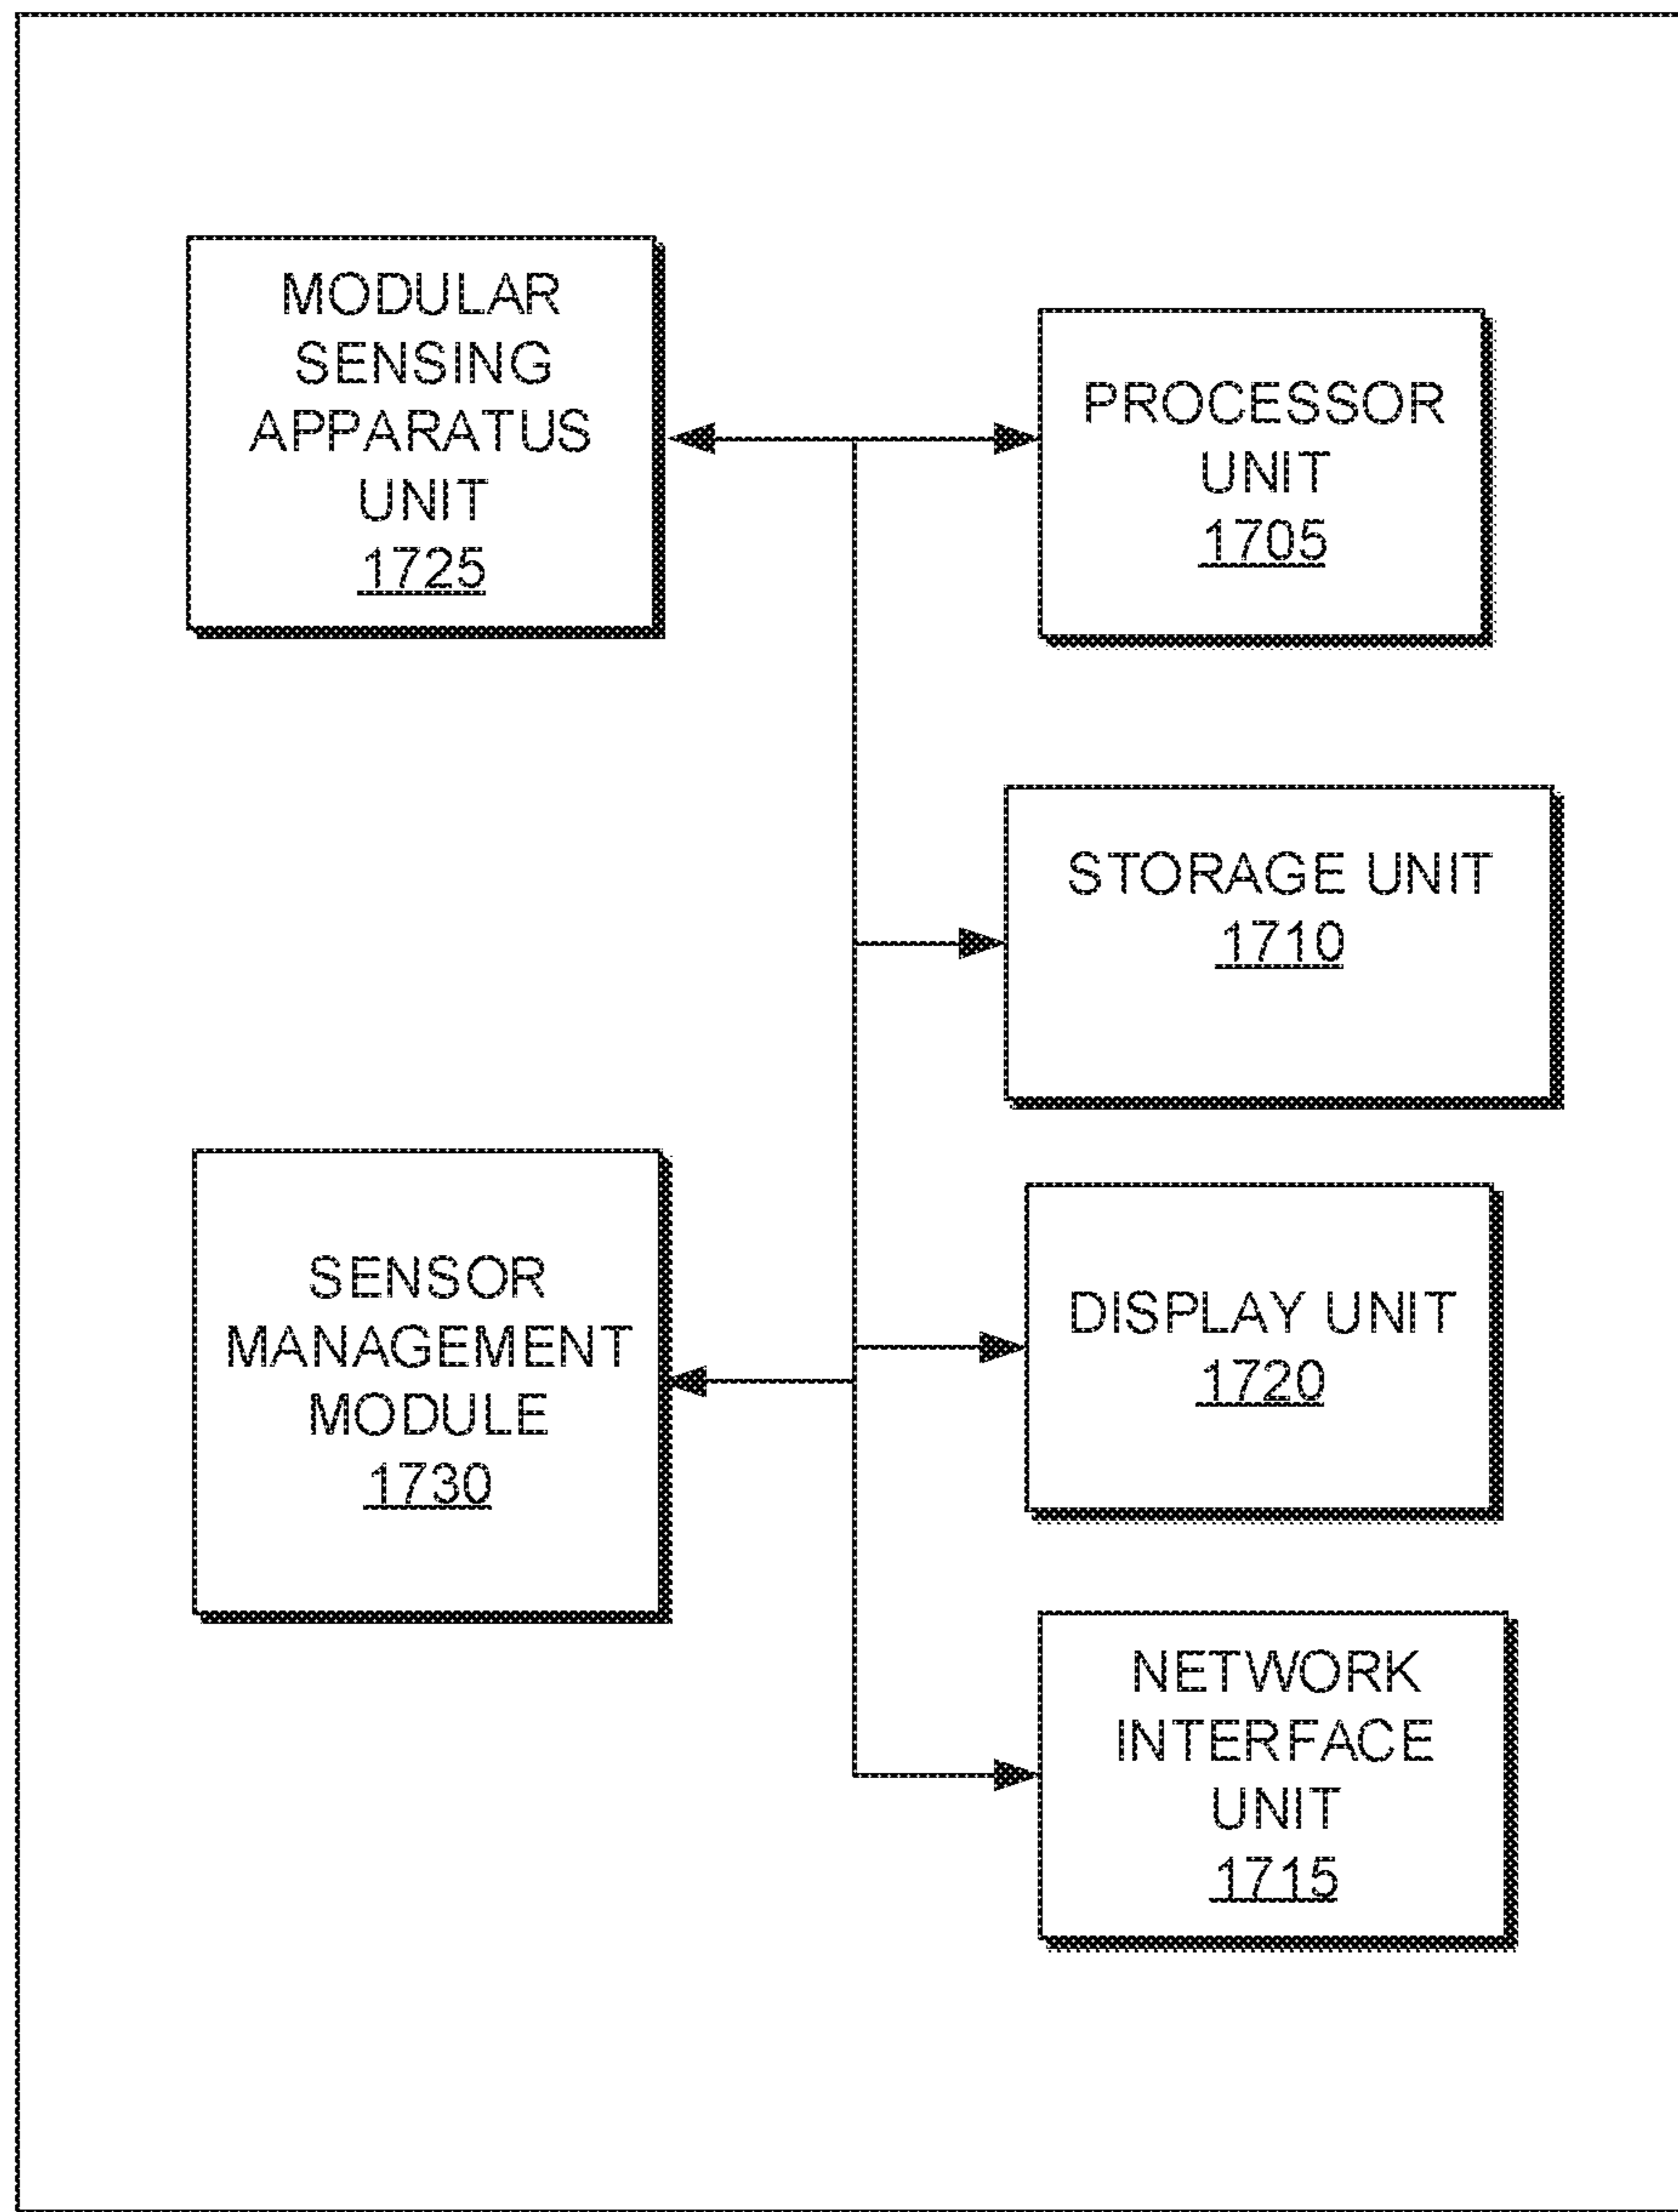 MODULAR
SENSING
APPARATUS
UNIT
1725
PROCESSOR
UNIT
1705
STORAGE UNIT
1710
SENSOR
MANAGEMENT
MODULE
1730
DISPLAY UNIT
1720
NETWORK
INTERFACE
UNIT
1715